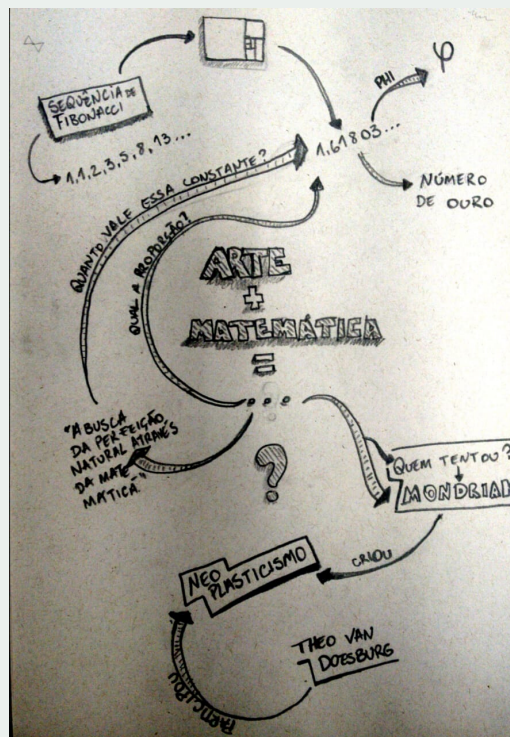 SEQUÊNCIA DE
FIBONACCI
1,1,2,3,5,8,13...
1,61803...
PHI
φ
NÚMERO
DE OURO
QUANTO VALE ESSA CONSTANTE?
QUAL A PROPORÇÃO?
ARTE
+
MATEMÁTICA
=
...
?
"A BUSCA
DA PERFEIÇÃO
NATURAL ATRAVÉS
DA MATE
MÁTICA."
QUEM TENTOU?
MONDRIAN
CRIOU
NEO
PLASTICISMO
THEO VAN
DOESBURG
PARTICIPOU